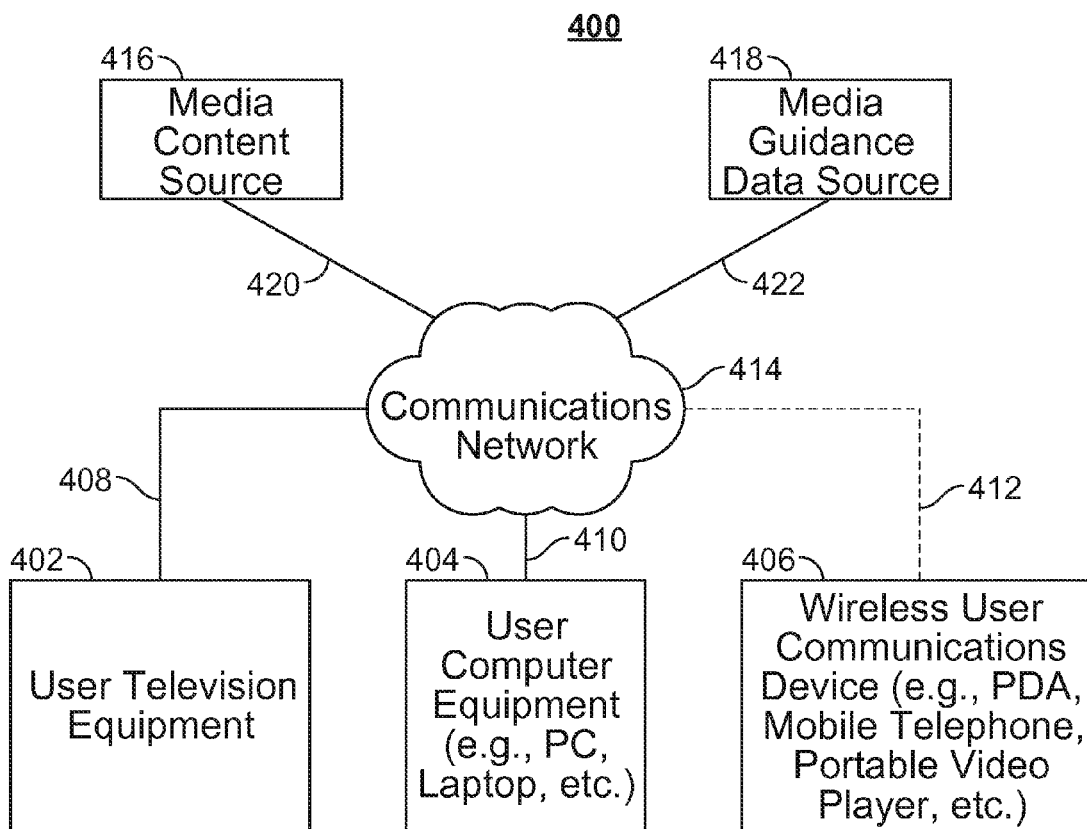 400
416
Media
Content
Source
418
Media
Guidance
Data Source
420
422
414
Communications
Network
408
410
412
402
User Television
Equipment
404
User
Computer
Equipment
(e.g., PC,
Laptop, etc.)
406
Wireless User
Communications
Device (e.g., PDA,
Mobile Telephone,
Portable Video
Player, etc.)